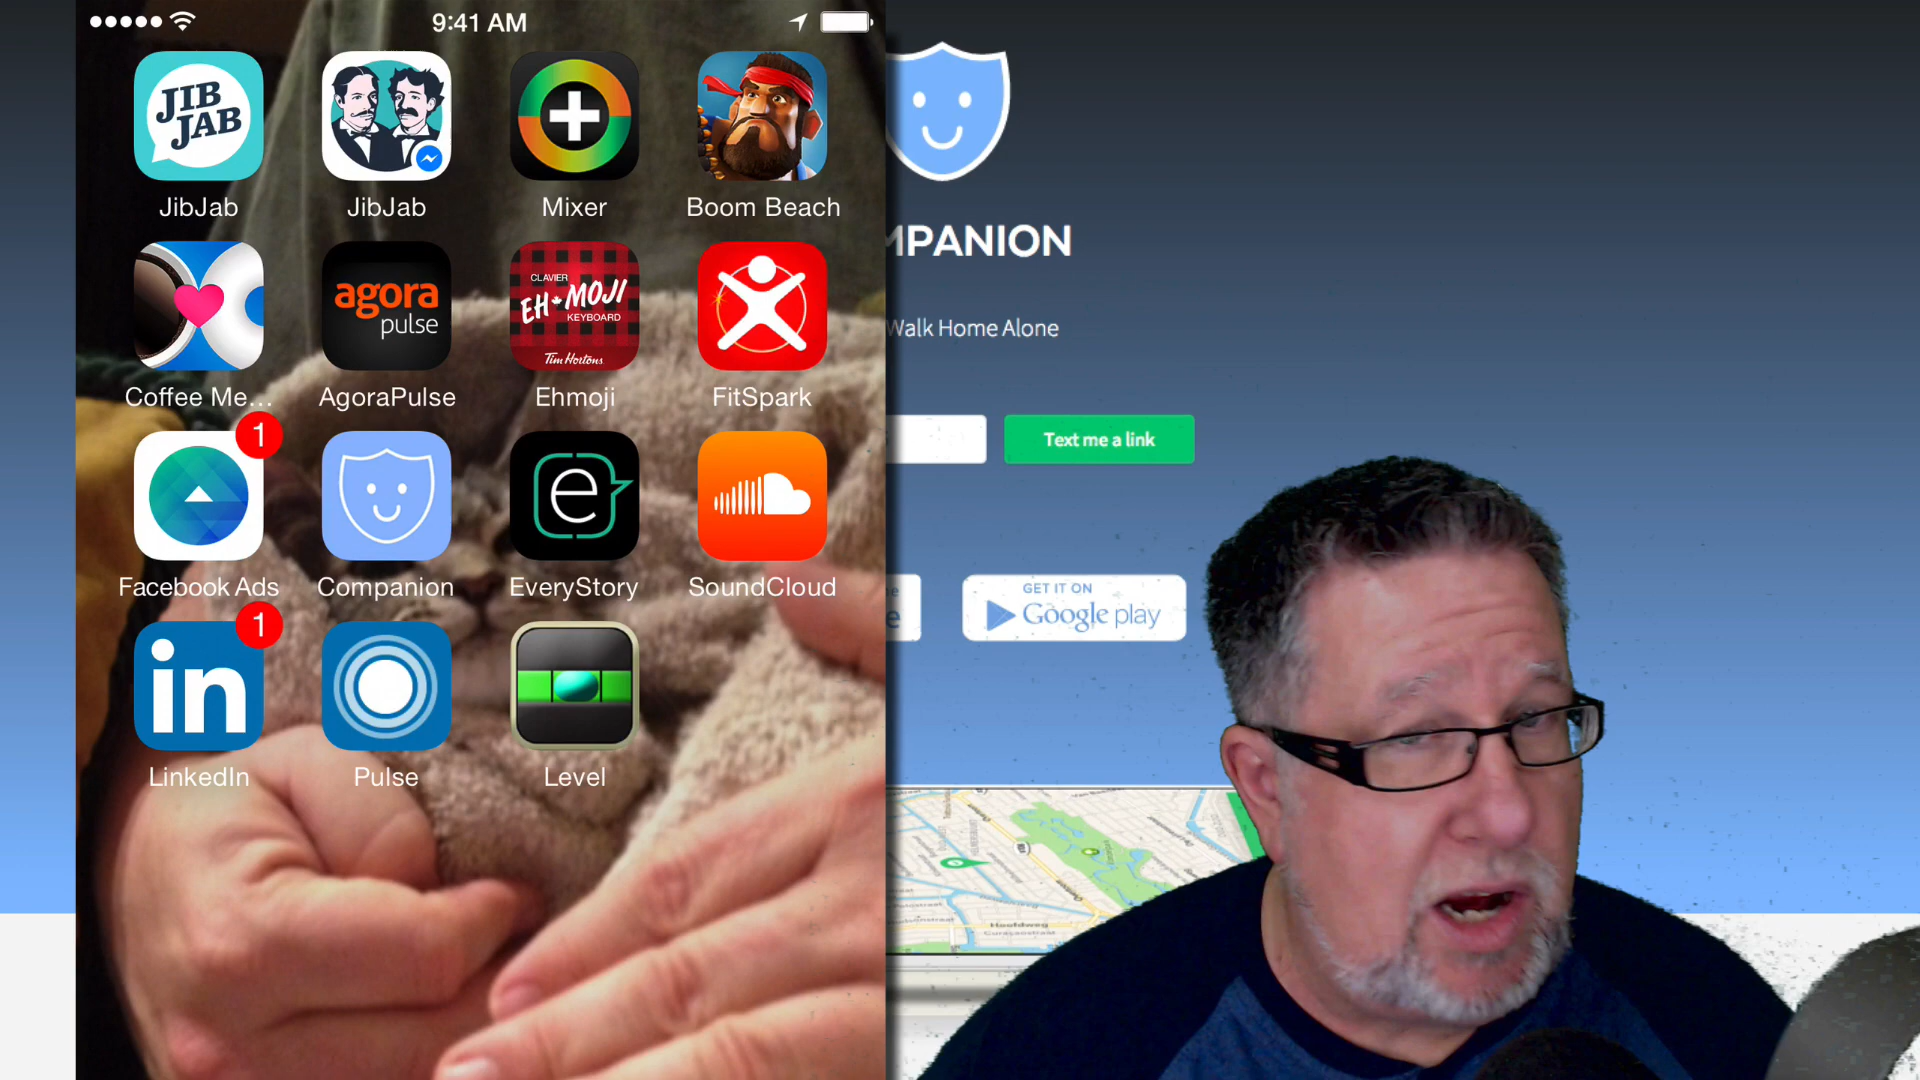 9:41 AM
JIB
JAB
JibJab
JibJab
Mixer
Boom Beach
agora
pulse
CLAVIER
EH MOJI
KEYBOARD
Tim Hortons
Coffee Me...
AgoraPulse
Ehmoji
FitSpark
1
e
Facebook Ads
Companion
EveryStory
SoundCloud
1
in
LinkedIn
Pulse
Level
MPANION
Walk Home Alone
Text me a link
e
e
GET IT ON
Google play
Hoofdweg